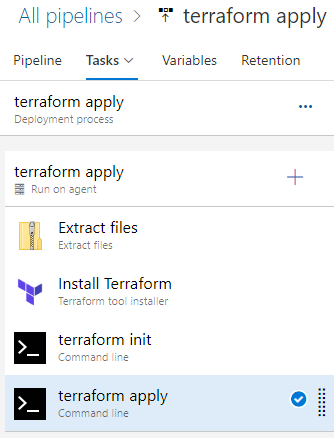 All pipelines > terraform apply
Pipeline Tasks Variables Retention
terraform apply
Deployment process
terraform apply
Run on agent
Extract files
Extract files
Install Terraform
Terraform tool installer
terraform init
Command line
terraform apply
Command line